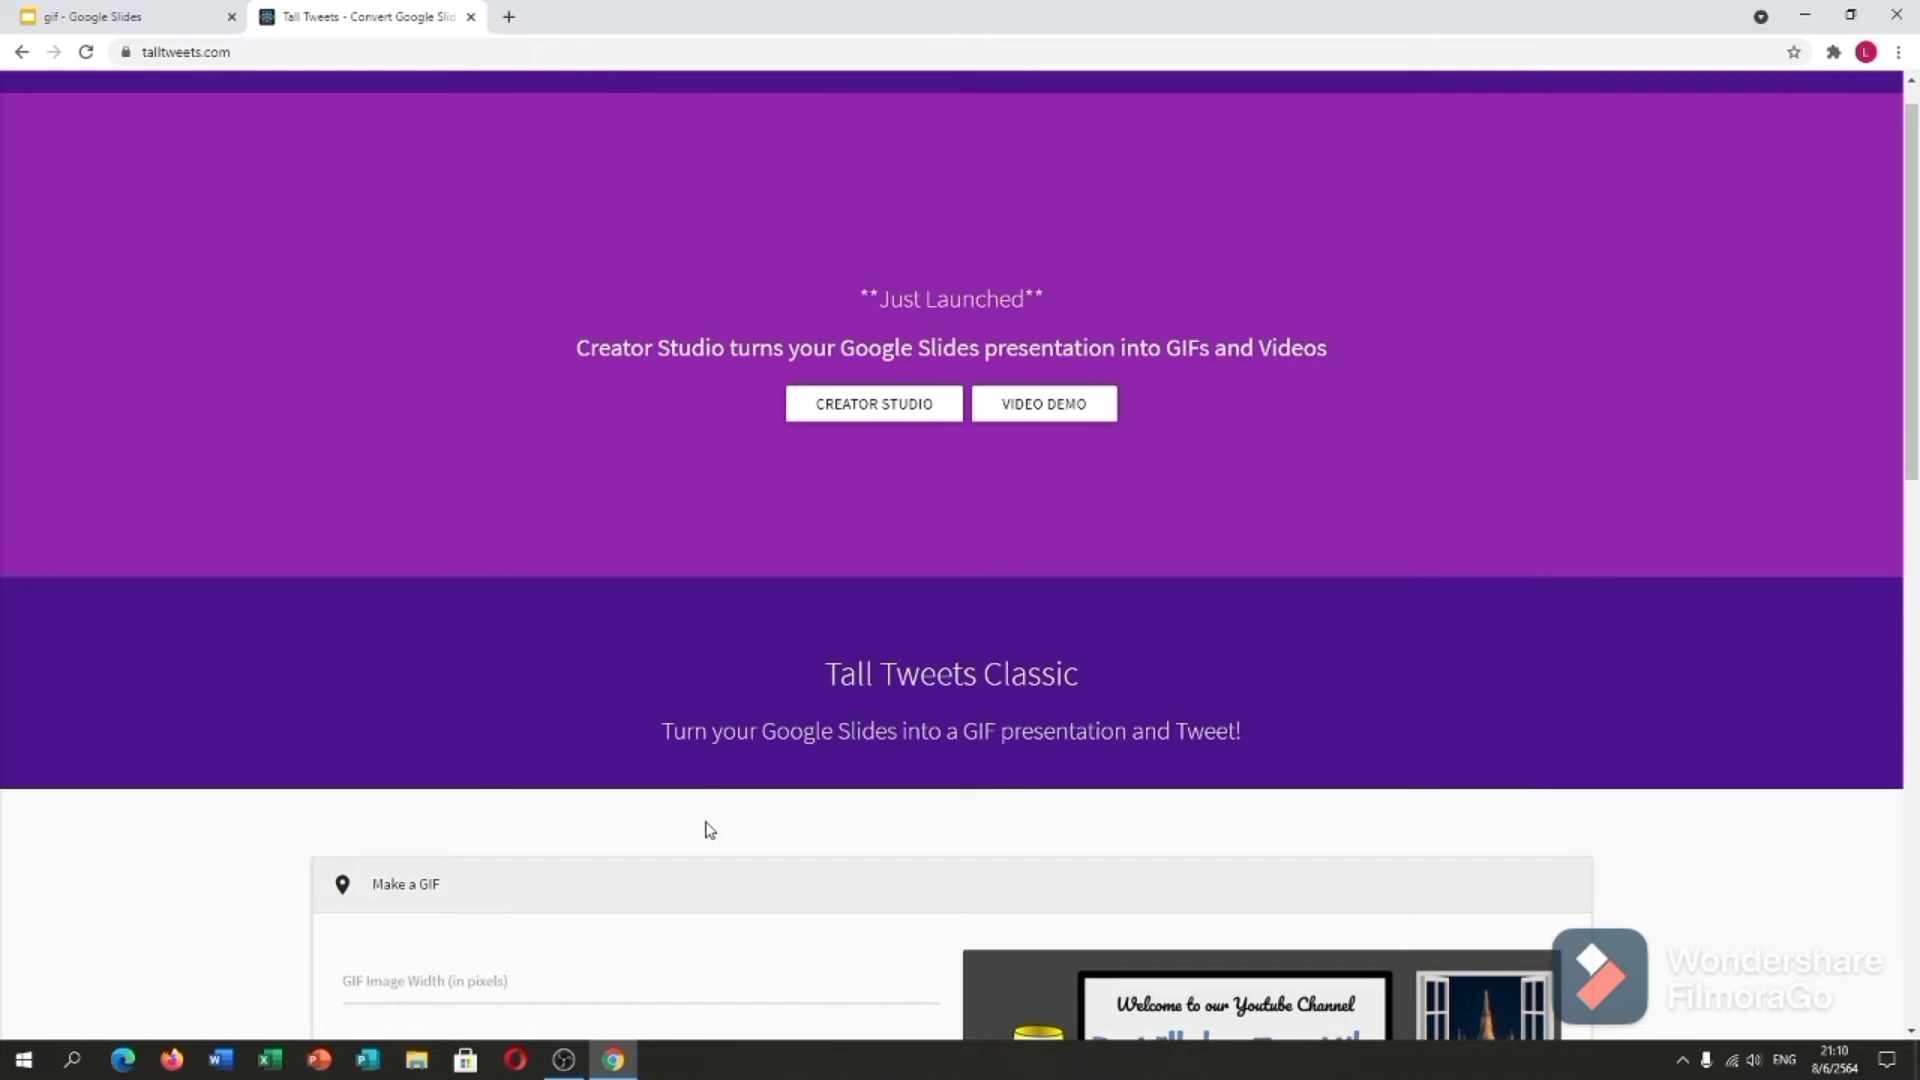 gif - Google Slides
Tall Tweets - Convert Google Slid
talltweets.com
L
**Just Launched**
Creator Studio turns your Google Slides presentation into GIFs and Videos
CREATOR STUDIO
VIDEO DEMO
Tall Tweets Classic
Turn your Google Slides into a GIF presentation and Tweet!
Make a GIF
GIF Image Width (in pixels)
Welcome to our Youtube Channel
Wondershare
FilmoraGo
ENG
21:10
8/6/2564